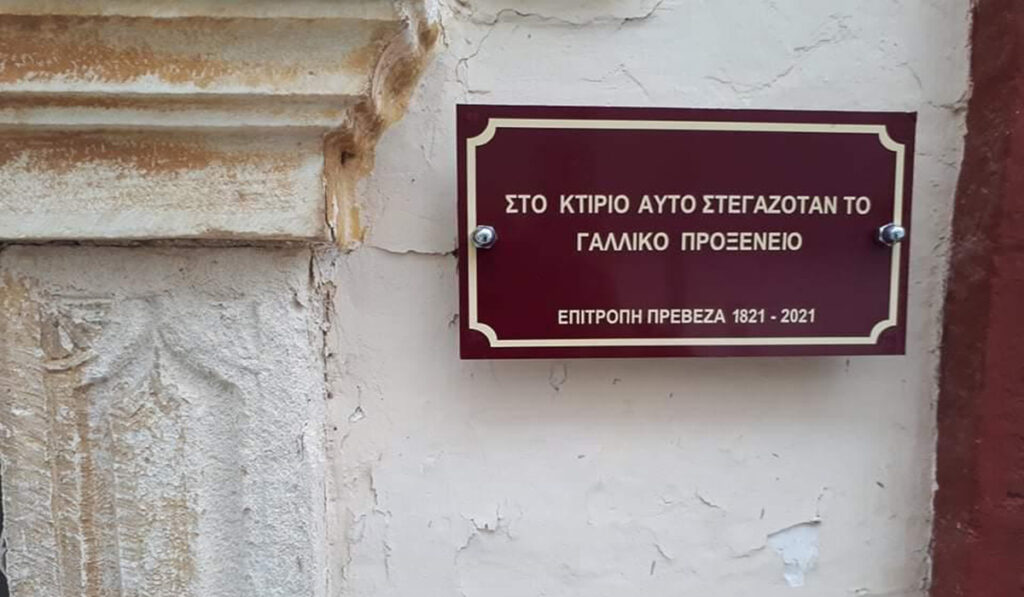 ΣΤΟ ΚΤΙΡΙΟ ΑΥΤΟ ΣΤΕΓΑΖΟΤΑΝ ΤΟ
ΓΑΛΛΙΚΟ ΠΡΟΞΕΝΕΙΟ
ΕΠΙΤΡΟΠΗ ΠΡΕΒΕΖΑ 1821 - 2021